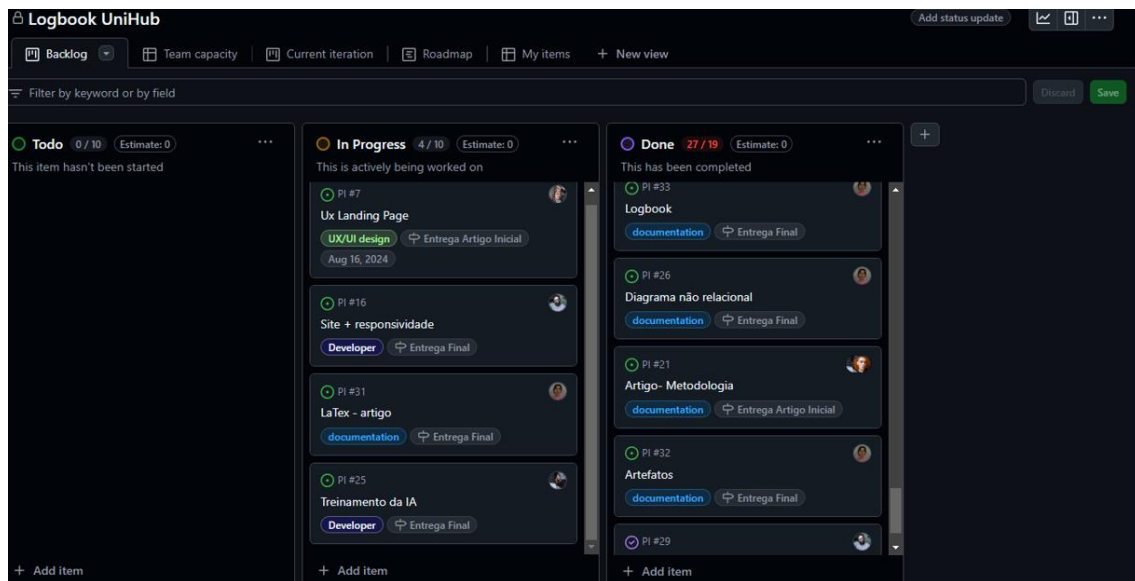 Logbook UniHub
Add status update
Backlog
Team capacity
Current iteration
Roadmap
My items
New view
Filter by keyword or by field
Discard
Save
Todo 0 / 10 Estimate: 0
This item hasn't been started
+ Add item
In Progress 4 / 10 Estimate: 0
This is actively being worked on
PI #7
Ux Landing Page
UX/UI design Entrega Artigo Inicial
Aug 16, 2024
PI #16
Site + responsividade
Developer Entrega Final
PI #31
LaTex - artigo
documentation Entrega Final
PI #25
Treinamento da IA
Developer Entrega Final
+ Add item
Done 27 / 19 Estimate: 0
This has been completed
PI #33
Logbook
documentation Entrega Final
PI #26
Diagrama não relacional
documentation Entrega Final
PI #21
Artigo- Metodologia
documentation Entrega Artigo Inicial
PI #32
Artefatos
documentation Entrega Final
PI #29
+ Add item